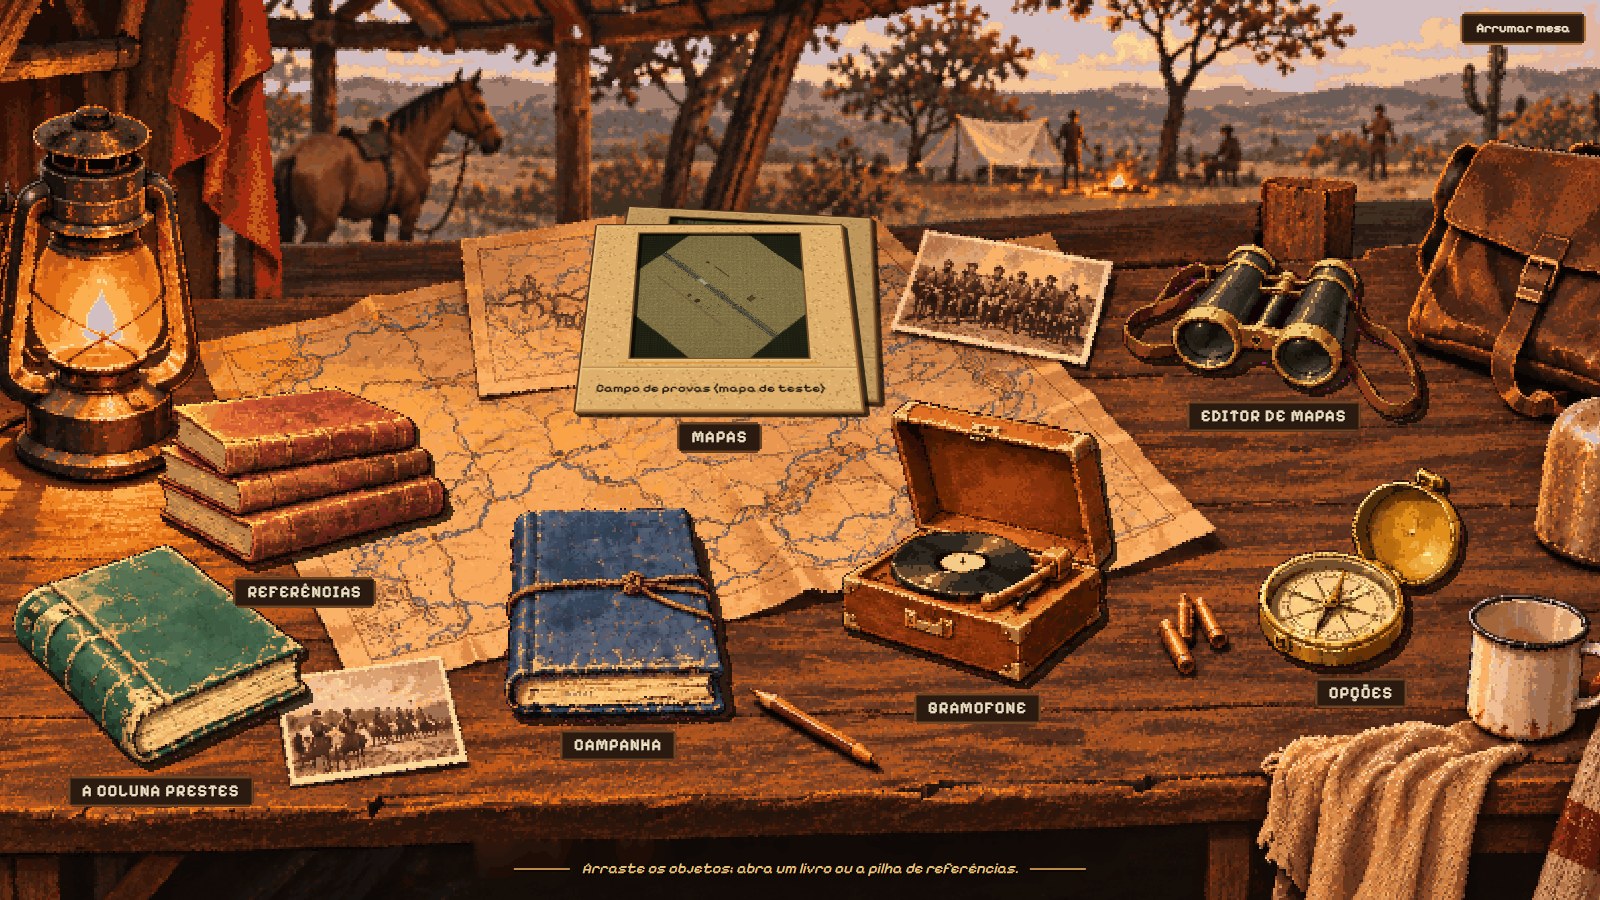 Arrumar mesa
Campo de provas (mapa de teste)
MAPAS
EDITOR DE MAPAS
REFERÊNCIAS
OPÇÕES
GRAMOFONE
CAMPANHA
A COLUNA PRESTES
Arraste os objetos; abra um livro ou a pilha de referências.